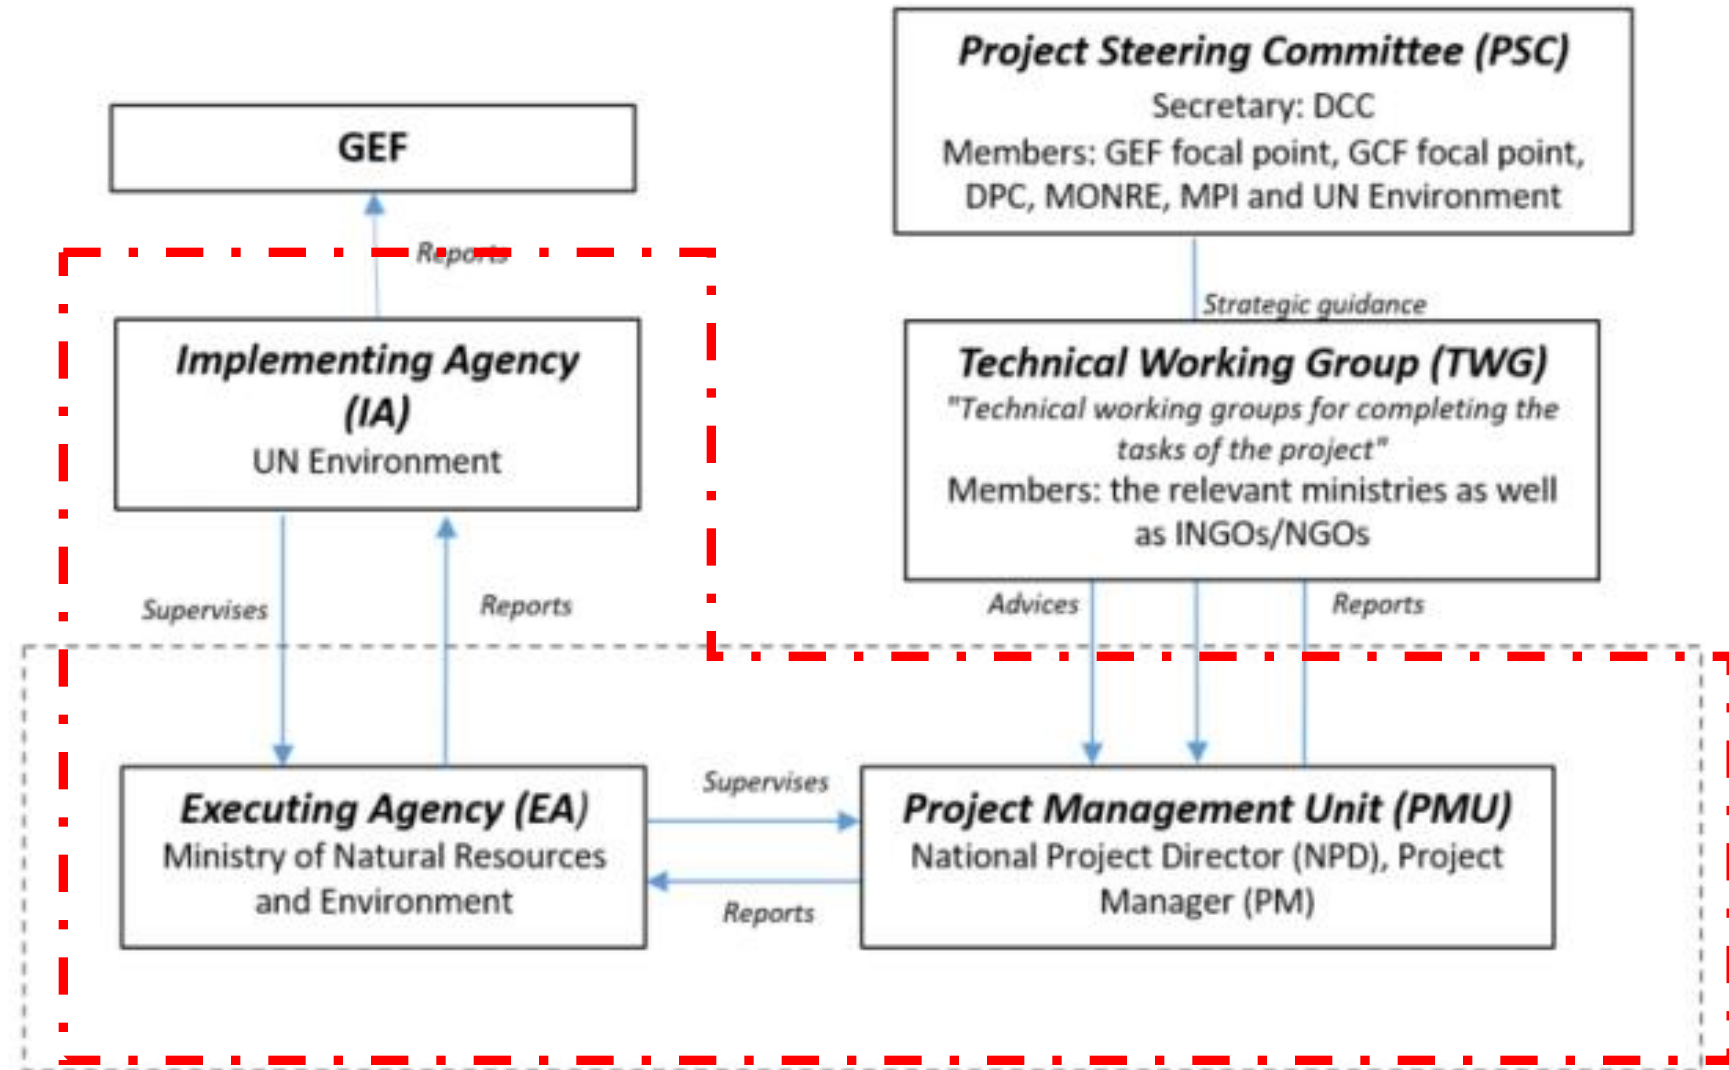 Project Steering Committee (PSC)
Secretary: DCC
Members: GEF focal point, GCF focal point,
DPC, MONRE, MPI and UN Environment
GEF
Reports
Strategic guidance
Implementing Agency
(IA)
UN Environment
Technical Working Group (TWG)
"Technical working groups for completing the
tasks of the project"
Members: the relevant ministries as well
as INGOs/NGOs
Supervises
Reports
Advices
Reports
Executing Agency (EA)
Ministry of Natural Resources
and Environment
Supervises
Reports
Project Management Unit (PMU)
National Project Director (NPD), Project
Manager (PM)